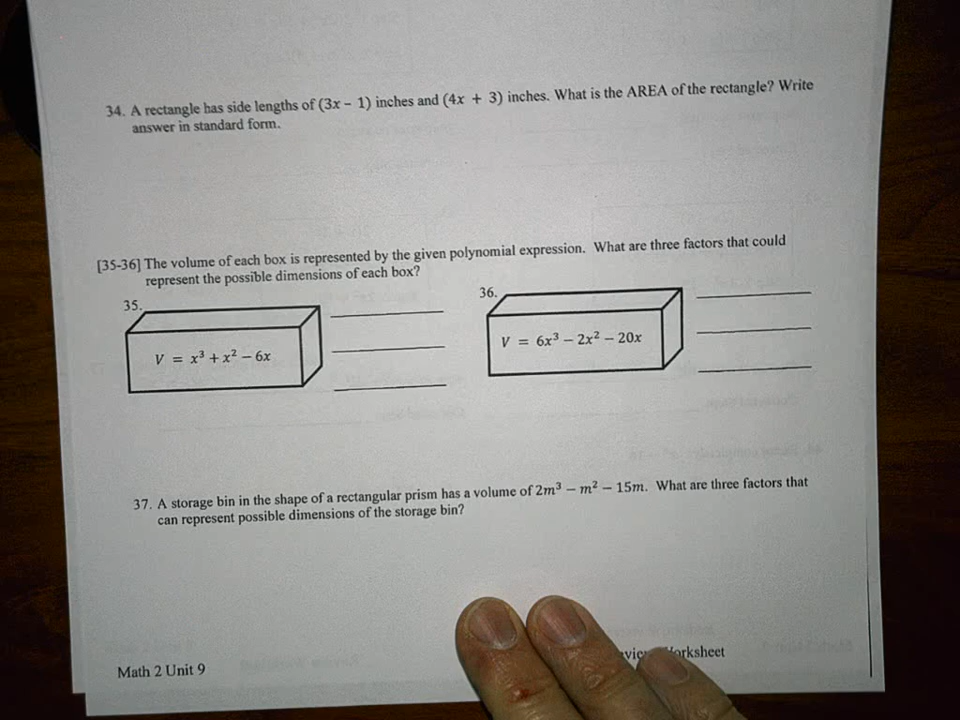 34. A rectangle has side lengths of (3x − 1) inches and (4x + 3) inches. What is the AREA of the rectangle? Write
answer in standard form.
[35-36] The volume of each box is represented by the given polynomial expression. What are three factors that could
represent the possible dimensions of each box?
35.
V = x³ + x² − 6x
36.
V = 6x³ − 2x² − 20x
37. A storage bin in the shape of a rectangular prism has a volume of 2m³ − m² − 15m. What are three factors that
can represent possible dimensions of the storage bin?
Math 2 Unit 9